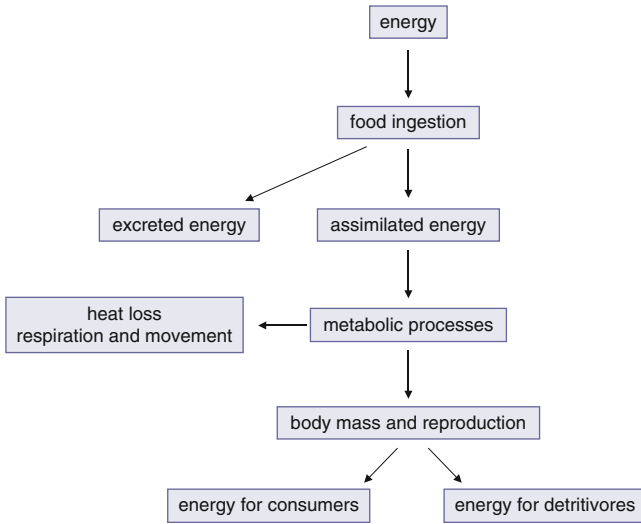 energy
food ingestion
excreted energy
assimilated energy
heat loss
respiration and movement
metabolic processes
body mass and reproduction
energy for consumers
energy for detritivores